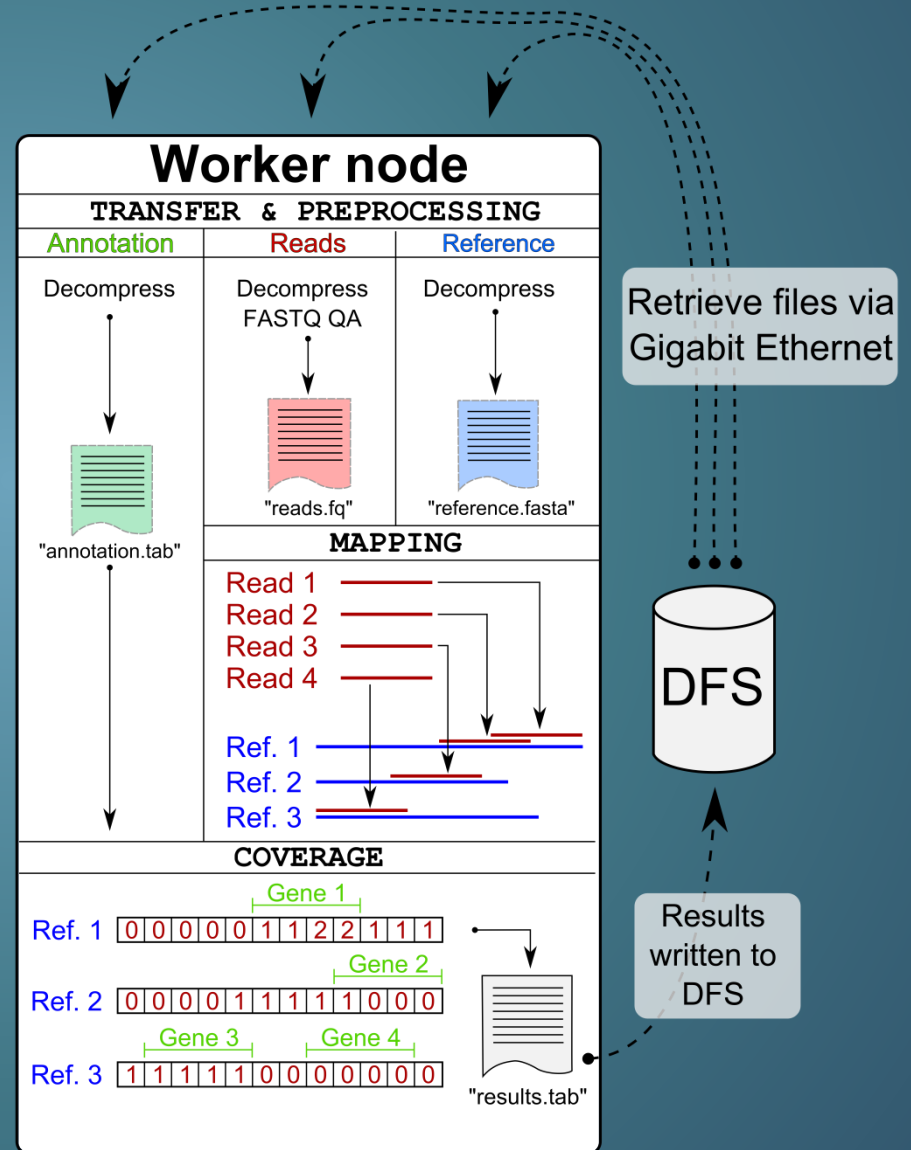 Worker node
TRANSFER & PREPROCESSING
Annotation
Reads
Reference
Decompress
Decompress
FASTQ QA
Decompress
"annotation.tab"
"reads.fq"
"reference.fasta"
MAPPING
Read 1
Read 2
Read 3
Read 4
Ref. 1
Ref. 2
Ref. 3
COVERAGE
Gene 1
Ref. 1 0 0 0 0 0 1 1 2 2 1 1 1
Gene 2
Ref. 2 0 0 0 0 1 1 1 1 1 0 0 0
Gene 3 Gene 4
Ref. 3 1 1 1 1 1 0 0 0 0 0 0 0
"results.tab"
Retrieve files via
Gigabit Ethernet
DFS
Results
written to
DFS